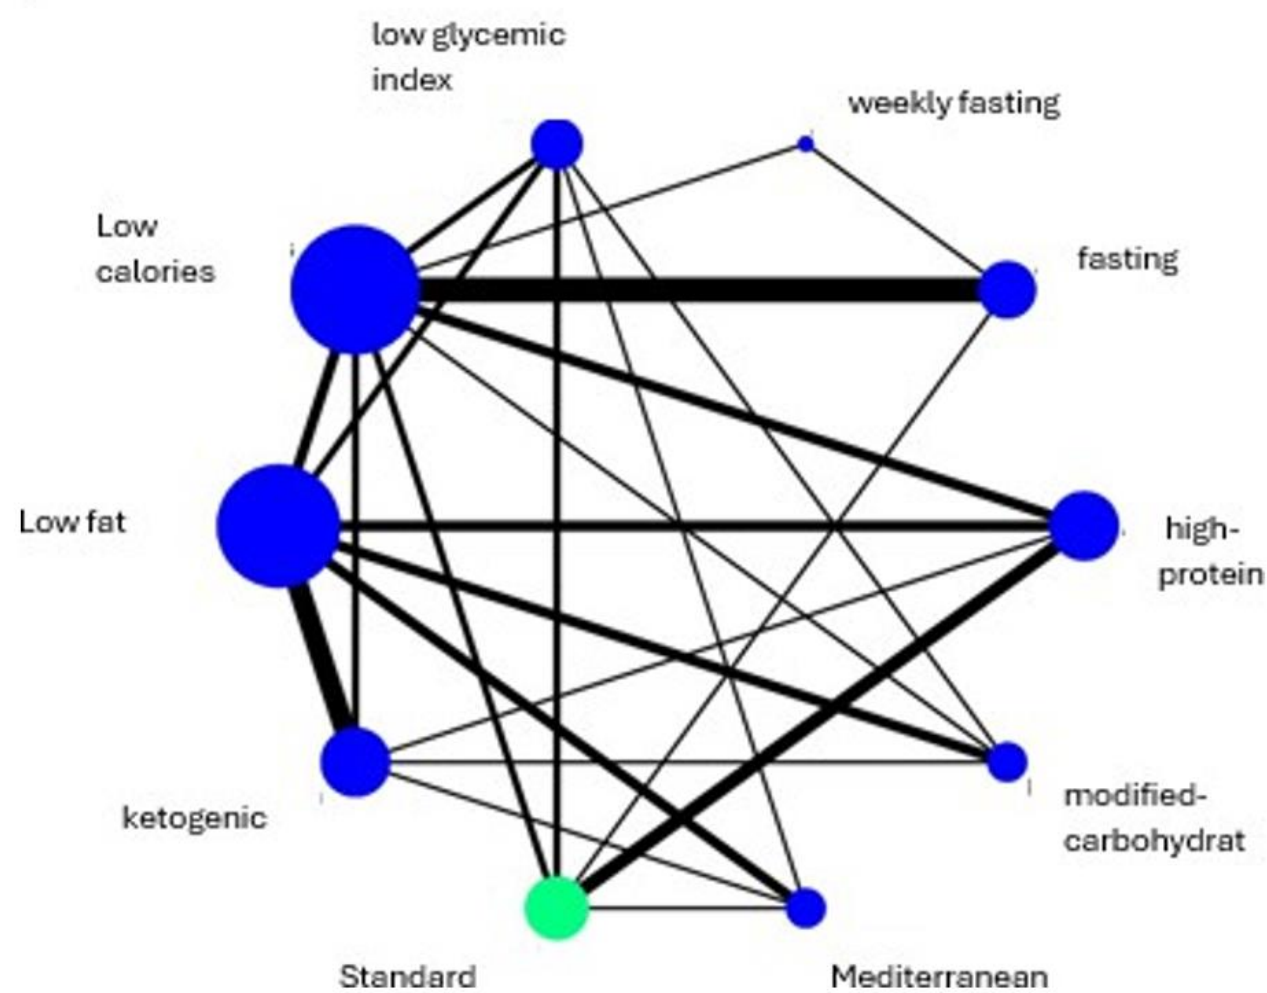 low glycemic
index
weekly fasting
Low
calories
fasting
Low fat
high-
protein
ketogenic
modified-
carbohydrat
Standard
Mediterranean